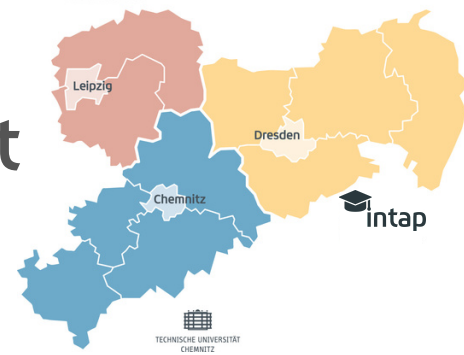 Leipzig
t
Dresden
Chemnitz
intap
TECHNISCHE UNIVERSITÄT
CHEMNITZ